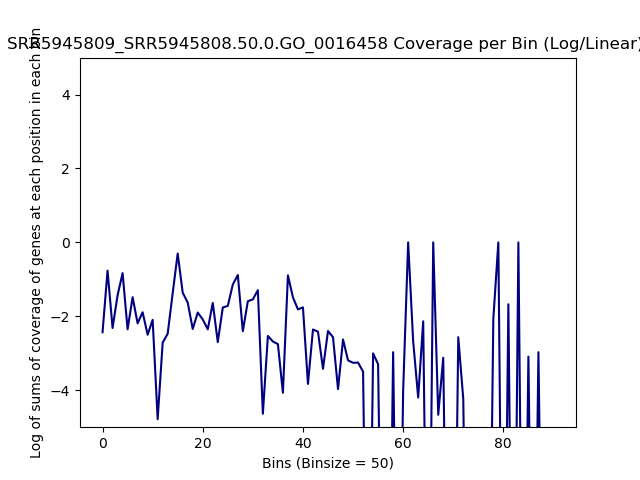 SRR5945809_SRR5945808.50.0.GO_0016458 Coverage per Bin (Log/Linear)
Log of sums of coverage of genes at each position in each bin
4
2
0
−2
−4
0 20 40 60 80
Bins (Binsize = 50)